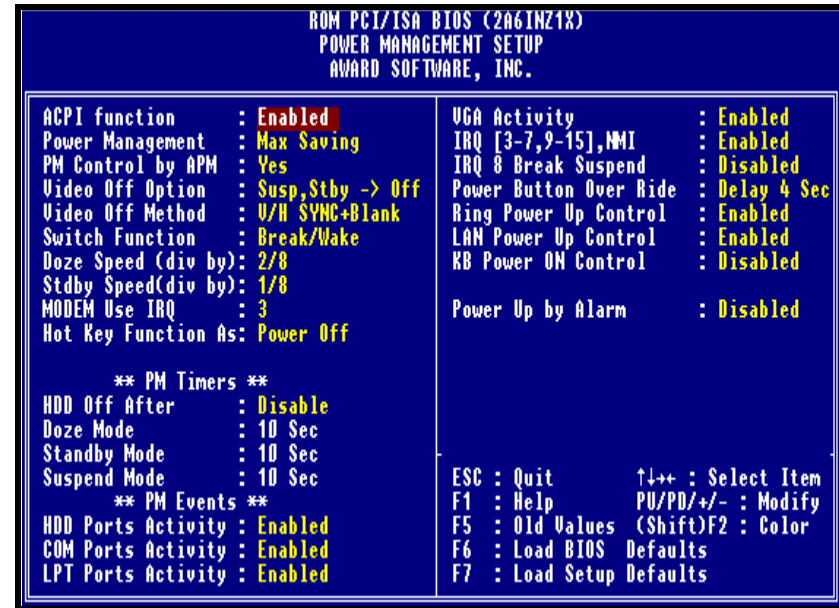 ROM PCI/ISA BIOS (2A6INZ1X)
POWER MANAGEMENT SETUP
AWARD SOFTWARE, INC.
ACPI function : Enabled
Power Management : Max Saving
PM Control by APM : Yes
Video Off Option : Susp,Stby -> Off
Video Off Method : V/H SYNC+Blank
Switch Function : Break/Wake
Doze Speed (div by): 2/8
Stdby Speed(div by): 1/8
MODEM Use IRQ : 3
Hot Key Function As: Power Off
** PM Timers **
HDD Off After : Disable
Doze Mode : 10 Sec
Standby Mode : 10 Sec
Suspend Mode : 10 Sec
** PM Events **
HDD Ports Activity : Enabled
COM Ports Activity : Enabled
LPT Ports Activity : Enabled
VGA Activity : Enabled
IRQ [3-7,9-15],NMI : Enabled
IRQ 8 Break Suspend : Disabled
Power Button Over Ride : Delay 4 Sec
Ring Power Up Control : Enabled
LAN Power Up Control : Enabled
KB Power ON Control : Disabled
Power Up by Alarm : Disabled
ESC : Quit ↑↓→← : Select Item
F1 : Help PU/PD/+/- : Modify
F5 : Old Values (Shift)F2 : Color
F6 : Load BIOS Defaults
F7 : Load Setup Defaults